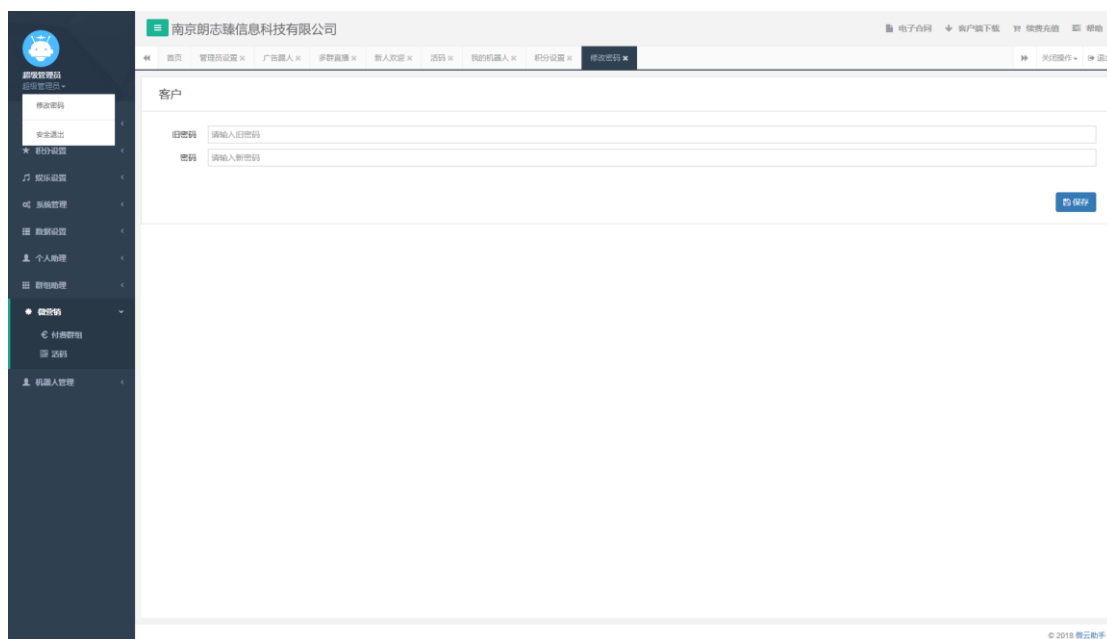 南京朗志臻信息科技有限公司
电子合同 客户端下载 续费充值 帮助
首页 管理员设置 广告踢人 多群直播 新人欢迎 活码 我的机器人 积分设置 修改密码 关闭操作
超级管理员
超级管理员
修改密码
安全退出
客户
旧密码 请输入旧密码
密码 请输入新密码
保存
积分设置
娱乐设置
系统管理
数据设置
个人助理
群组助理
微营销
付费群组
活码
机器人管理
© 2018 微云助手